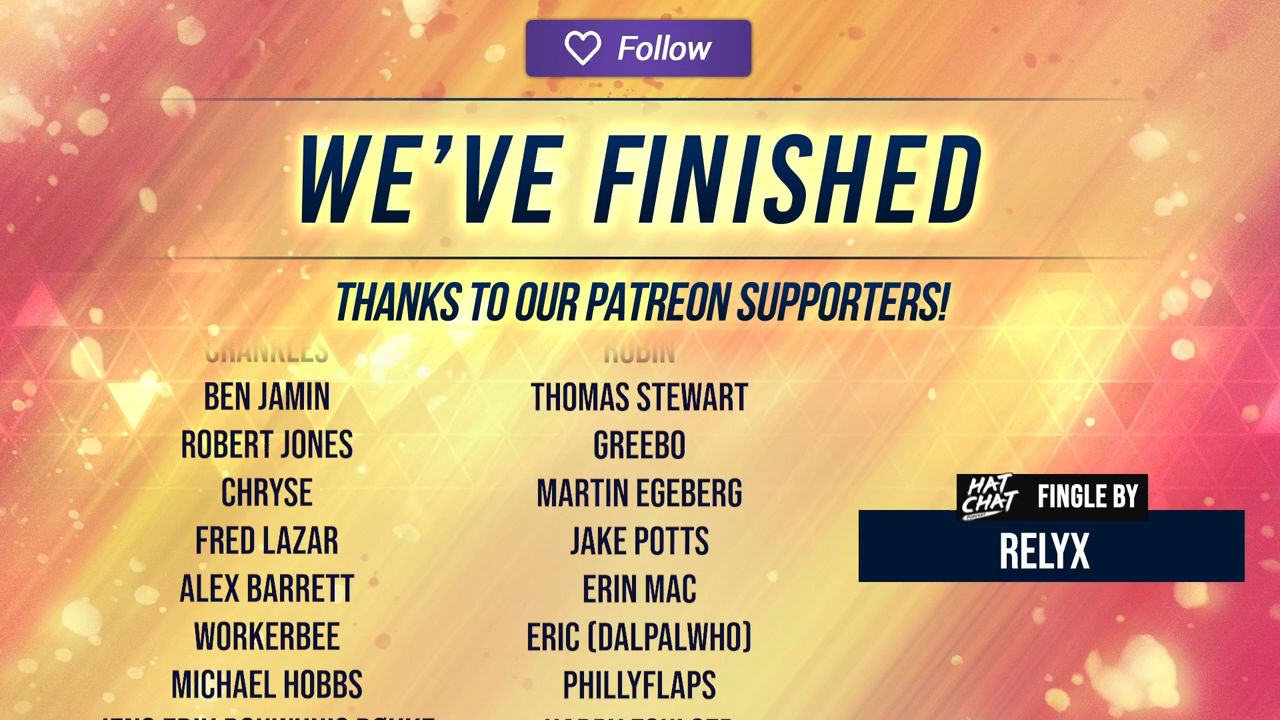 Follow
WE'VE FINISHED
THANKS TO OUR PATREON SUPPORTERS!
CRANKLES ROBIN
BEN JAMIN THOMAS STEWART
ROBERT JONES GREEBO
CHRYSE MARTIN EGEBERG
FRED LAZAR JAKE POTTS
ALEX BARRETT ERIN MAC
WORKERBEE ERIC (DALPALWHO)
MICHAEL HOBBS PHILLYFLAPS
HAT CHAT
FINGLE BY
RELYX